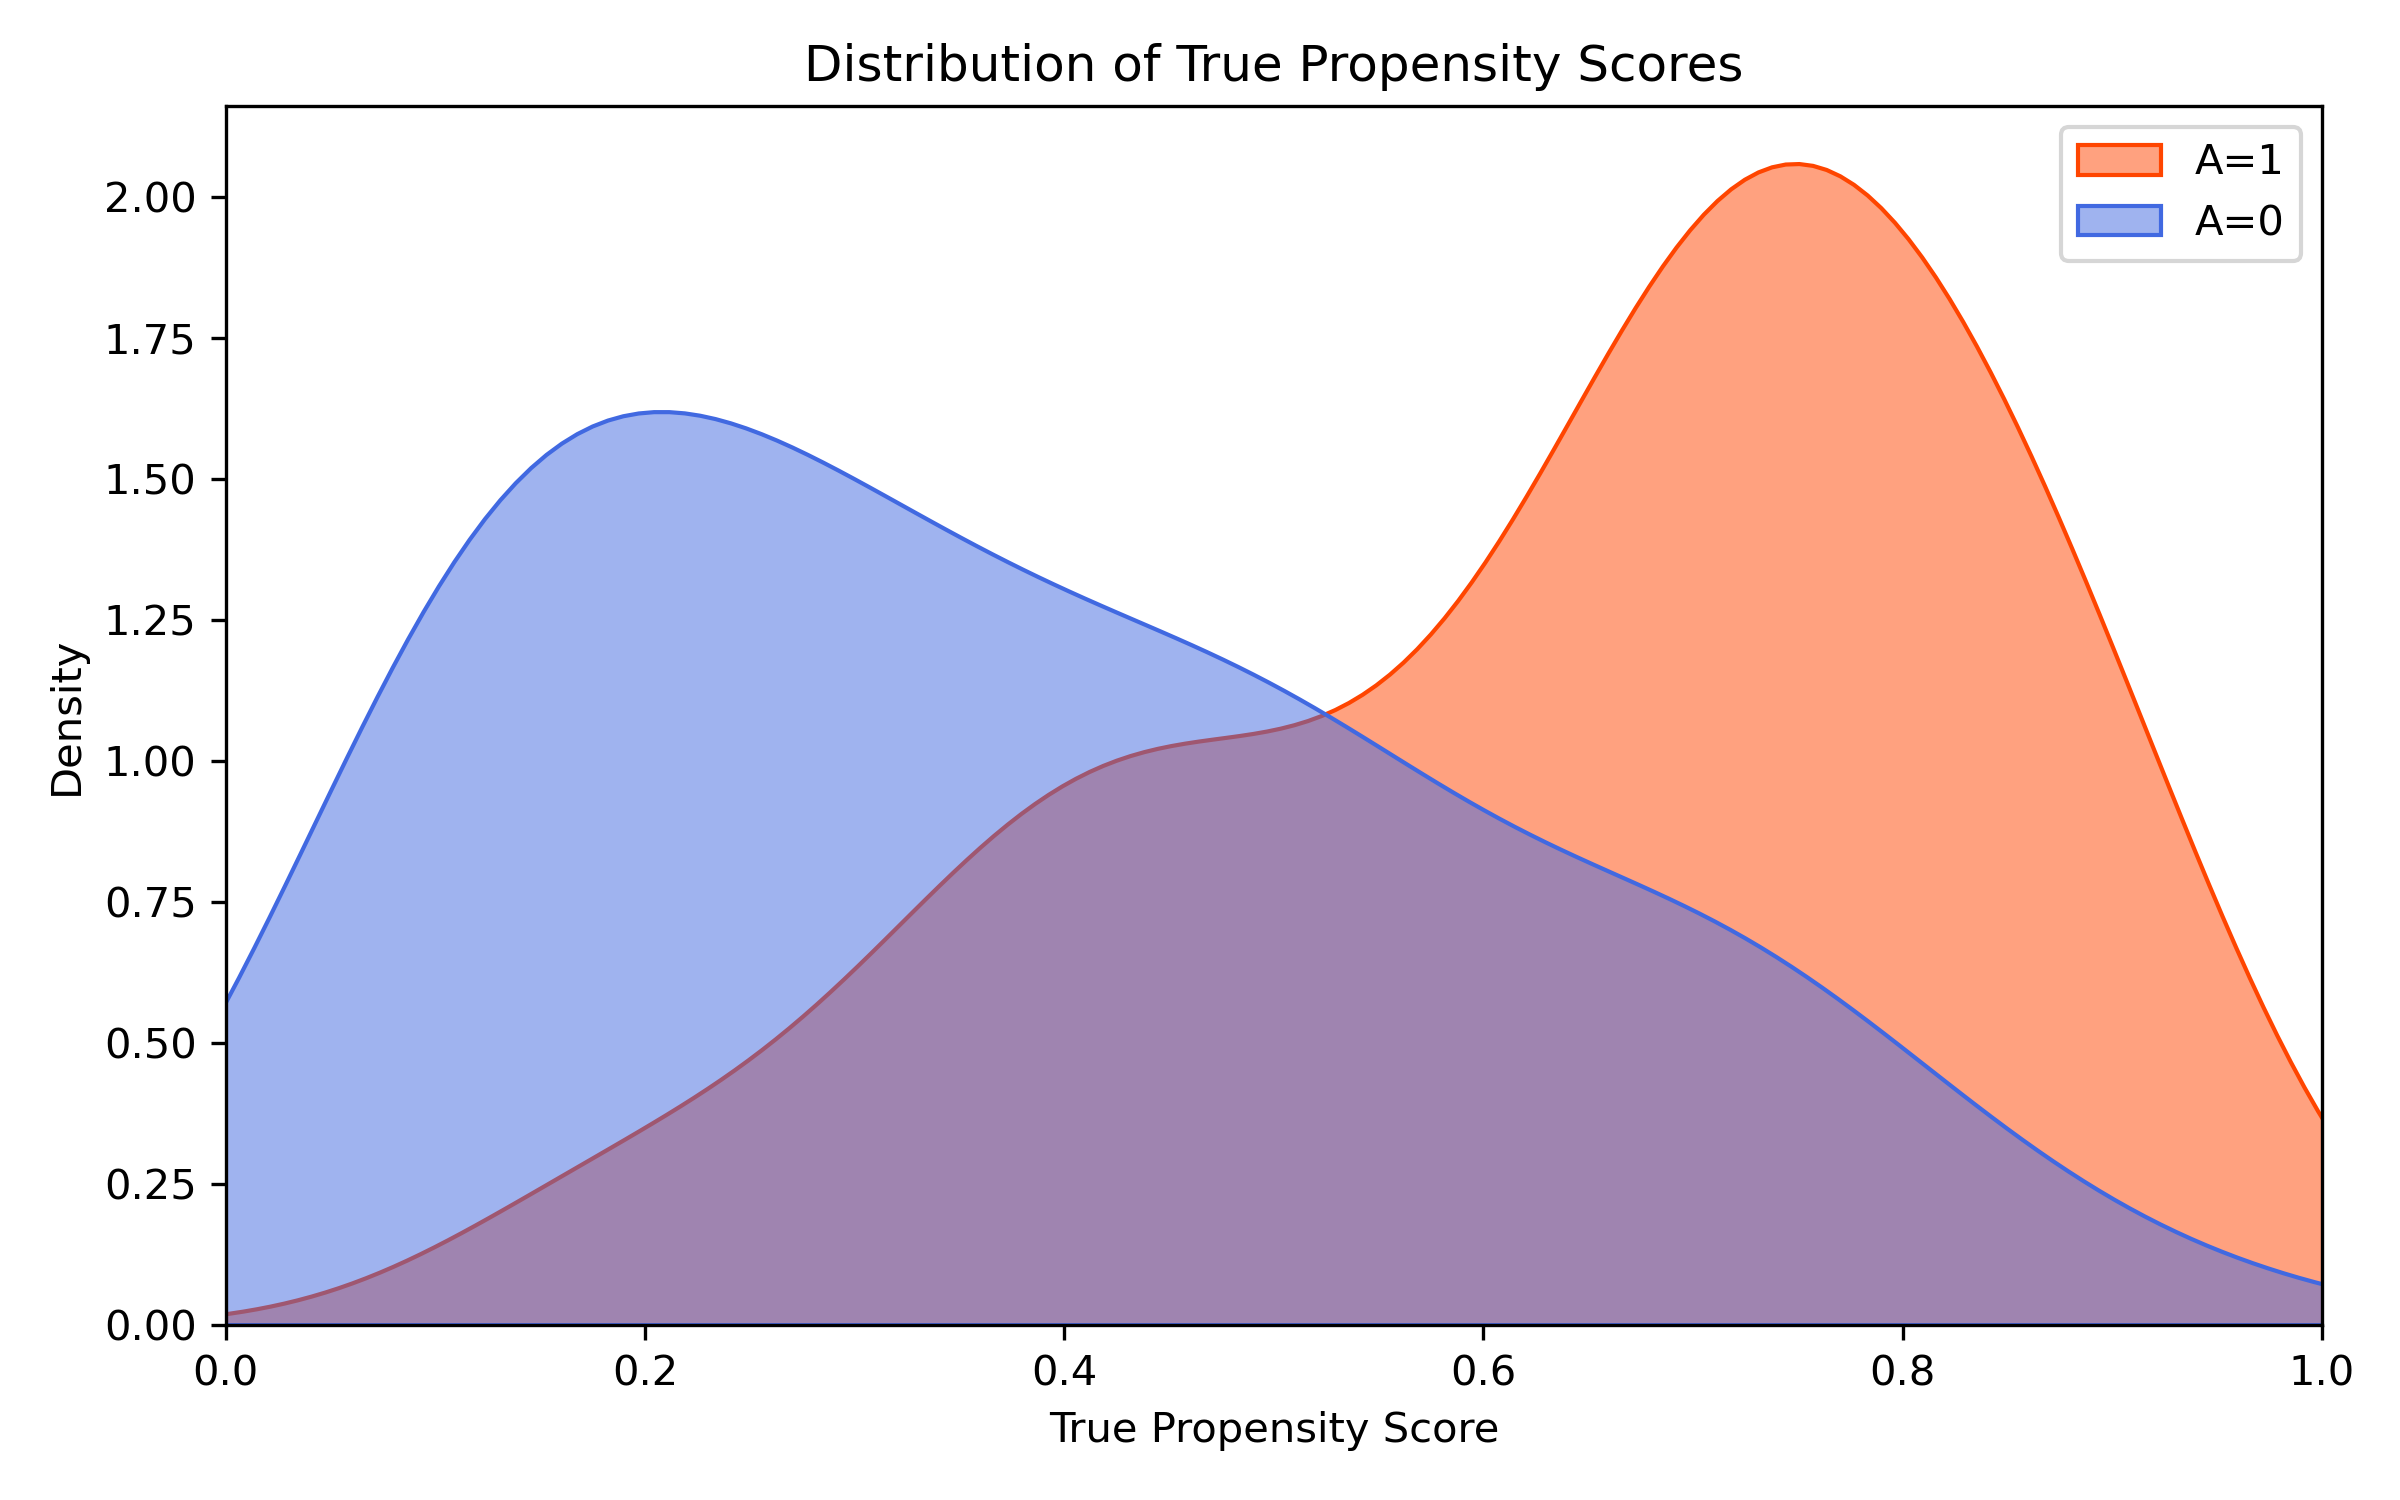 Distribution of True Propensity Scores
A=1
A=0
2.00
1.75
1.50
1.25
1.00
0.75
0.50
0.25
0.00
Density
0.0 0.2 0.4 0.6 0.8 1.0
True Propensity Score